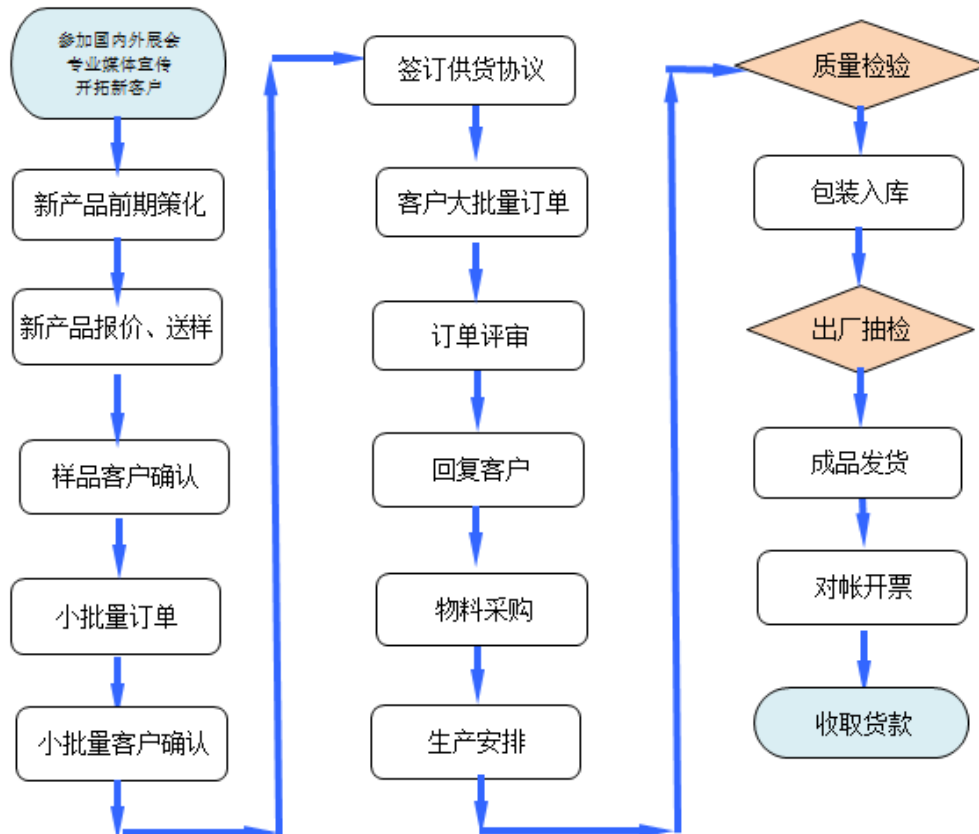 参加国内外展会
专业媒体宣传
开拓新客户
新产品前期策化
新产品报价、送样
样品客户确认
小批量订单
小批量客户确认
签订供货协议
客户大批量订单
订单评审
回复客户
物料采购
生产安排
质量检验
包装入库
出厂抽检
成品发货
对帐开票
收取货款